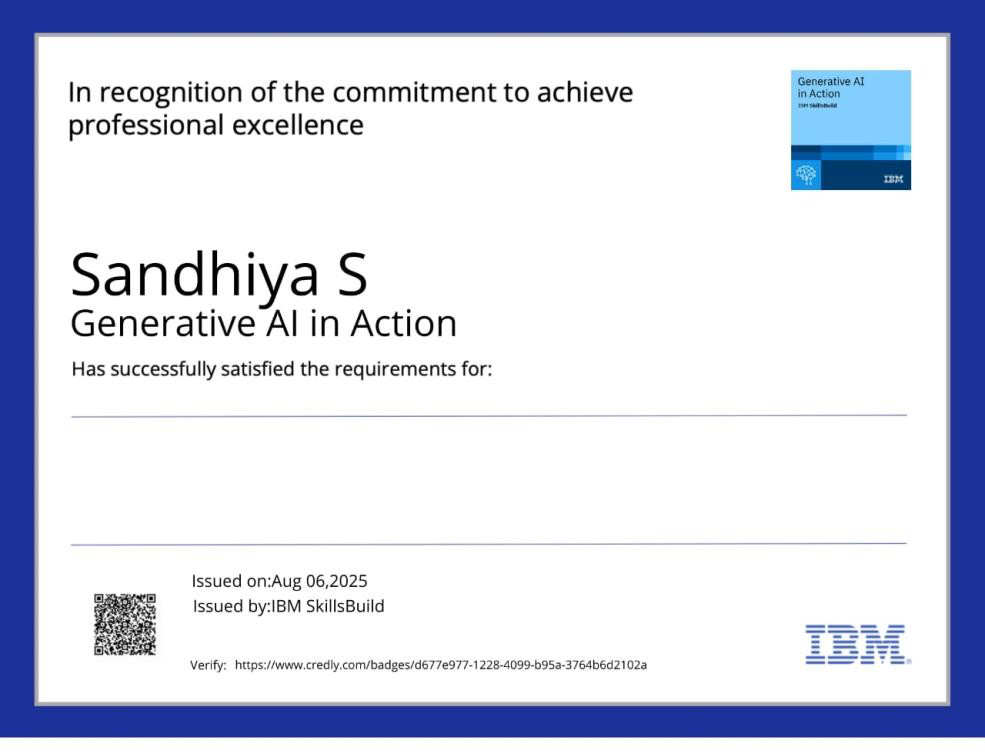 In recognition of the commitment to achieve
professional excellence
Generative AI
in Action
IBM SkillsBuild
IBM
Sandhiya S
Generative AI in Action
Has successfully satisfied the requirements for:
Issued on:Aug 06,2025
Issued by:IBM SkillsBuild
Verify: https://www.credly.com/badges/d677e977-1228-4099-b95a-3764b6d2102a
IBM